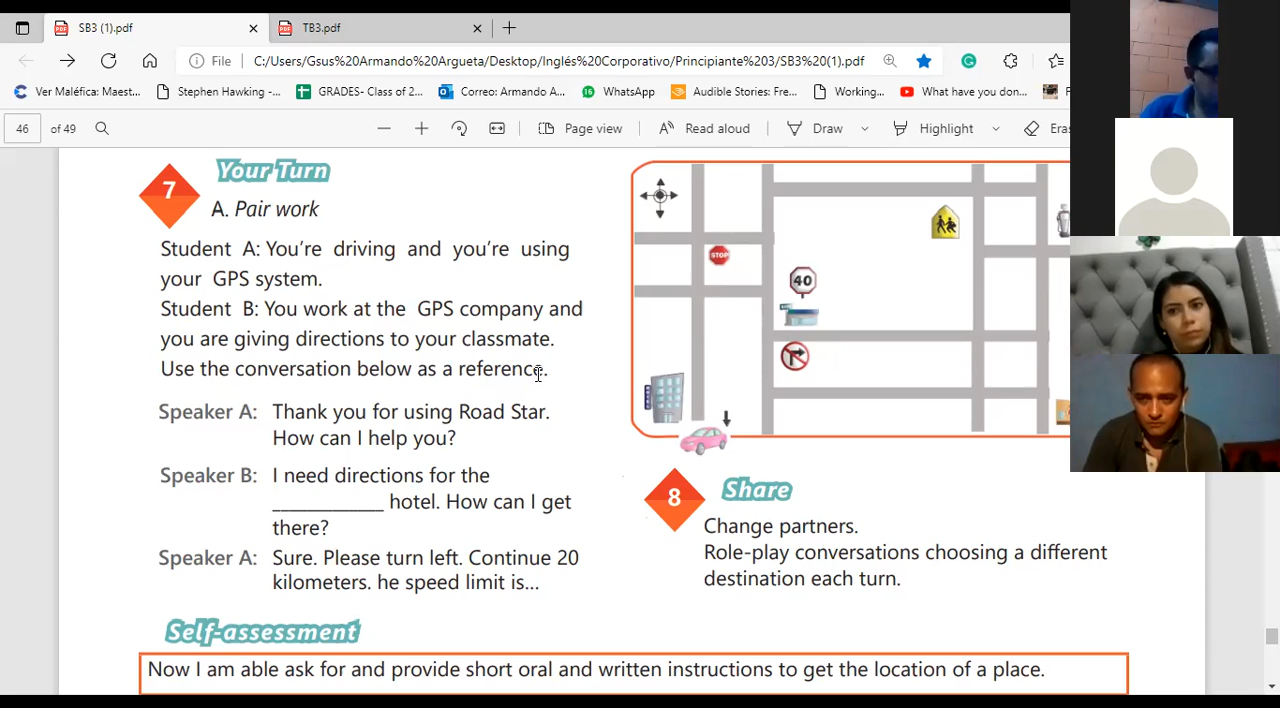 SB3 (1).pdf
TB3.pdf
File
C:/Users/Gsus%20Armando%20Argueta/Desktop/Inglés%20Corporativo/Principiante%203/SB3%20(1).pdf
Ver Maléfica: Maest...
Stephen Hawking -...
GRADES- Class of 2...
Correo: Armando A...
WhatsApp
Audible Stories: Fre...
Working...
What have you don...
46
of 49
Page view
Read aloud
Draw
Highlight
7
Your Turn
A. Pair work
Student A: You're driving and you're using
your GPS system.
Student B: You work at the GPS company and
you are giving directions to your classmate.
Use the conversation below as a reference.
Speaker A: Thank you for using Road Star.
How can I help you?
Speaker B: I need directions for the
____________ hotel. How can I get
there?
Speaker A: Sure. Please turn left. Continue 20
kilometers. he speed limit is...
STOP
40
8
Share
Change partners.
Role-play conversations choosing a different
destination each turn.
Self-assessment
Now I am able ask for and provide short oral and written instructions to get the location of a place.